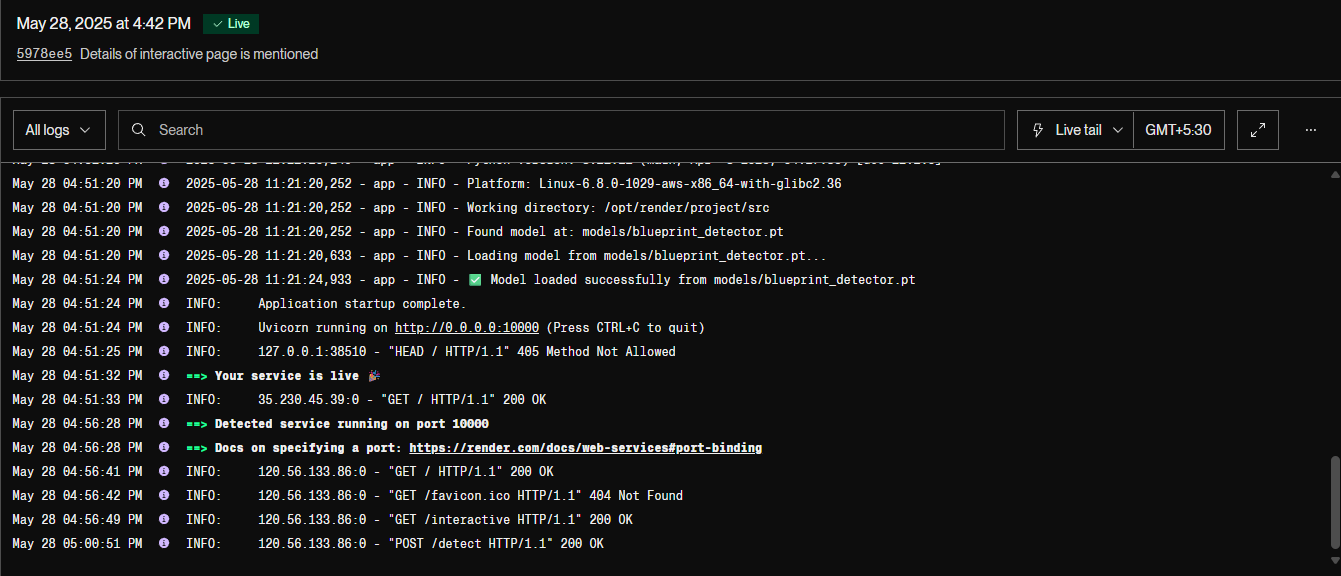 May 28, 2025 at 4:42 PM ✓ Live
5978ee5 Details of interactive page is mentioned
All logs Search Live tail GMT+5:30 ...
May 28 04:51:20 PM 2025-05-28 11:21:20,252 - app - INFO - Platform: Linux-6.8.0-1029-aws-x86_64-with-glibc2.36
May 28 04:51:20 PM 2025-05-28 11:21:20,252 - app - INFO - Working directory: /opt/render/project/src
May 28 04:51:20 PM 2025-05-28 11:21:20,252 - app - INFO - Found model at: models/blueprint_detector.pt
May 28 04:51:20 PM 2025-05-28 11:21:20,633 - app - INFO - Loading model from models/blueprint_detector.pt...
May 28 04:51:24 PM 2025-05-28 11:21:24,933 - app - INFO - ✅ Model loaded successfully from models/blueprint_detector.pt
May 28 04:51:24 PM INFO: Application startup complete.
May 28 04:51:24 PM INFO: Uvicorn running on http://0.0.0.0:10000 (Press CTRL+C to quit)
May 28 04:51:25 PM INFO: 127.0.0.1:38510 - "HEAD / HTTP/1.1" 405 Method Not Allowed
May 28 04:51:32 PM ==> Your service is live 🎉
May 28 04:51:33 PM INFO: 35.230.45.39:0 - "GET / HTTP/1.1" 200 OK
May 28 04:56:28 PM ==> Detected service running on port 10000
May 28 04:56:28 PM ==> Docs on specifying a port: https://render.com/docs/web-services#port-binding
May 28 04:56:41 PM INFO: 120.56.133.86:0 - "GET / HTTP/1.1" 200 OK
May 28 04:56:42 PM INFO: 120.56.133.86:0 - "GET /favicon.ico HTTP/1.1" 404 Not Found
May 28 04:56:49 PM INFO: 120.56.133.86:0 - "GET /interactive HTTP/1.1" 200 OK
May 28 05:00:51 PM INFO: 120.56.133.86:0 - "POST /detect HTTP/1.1" 200 OK